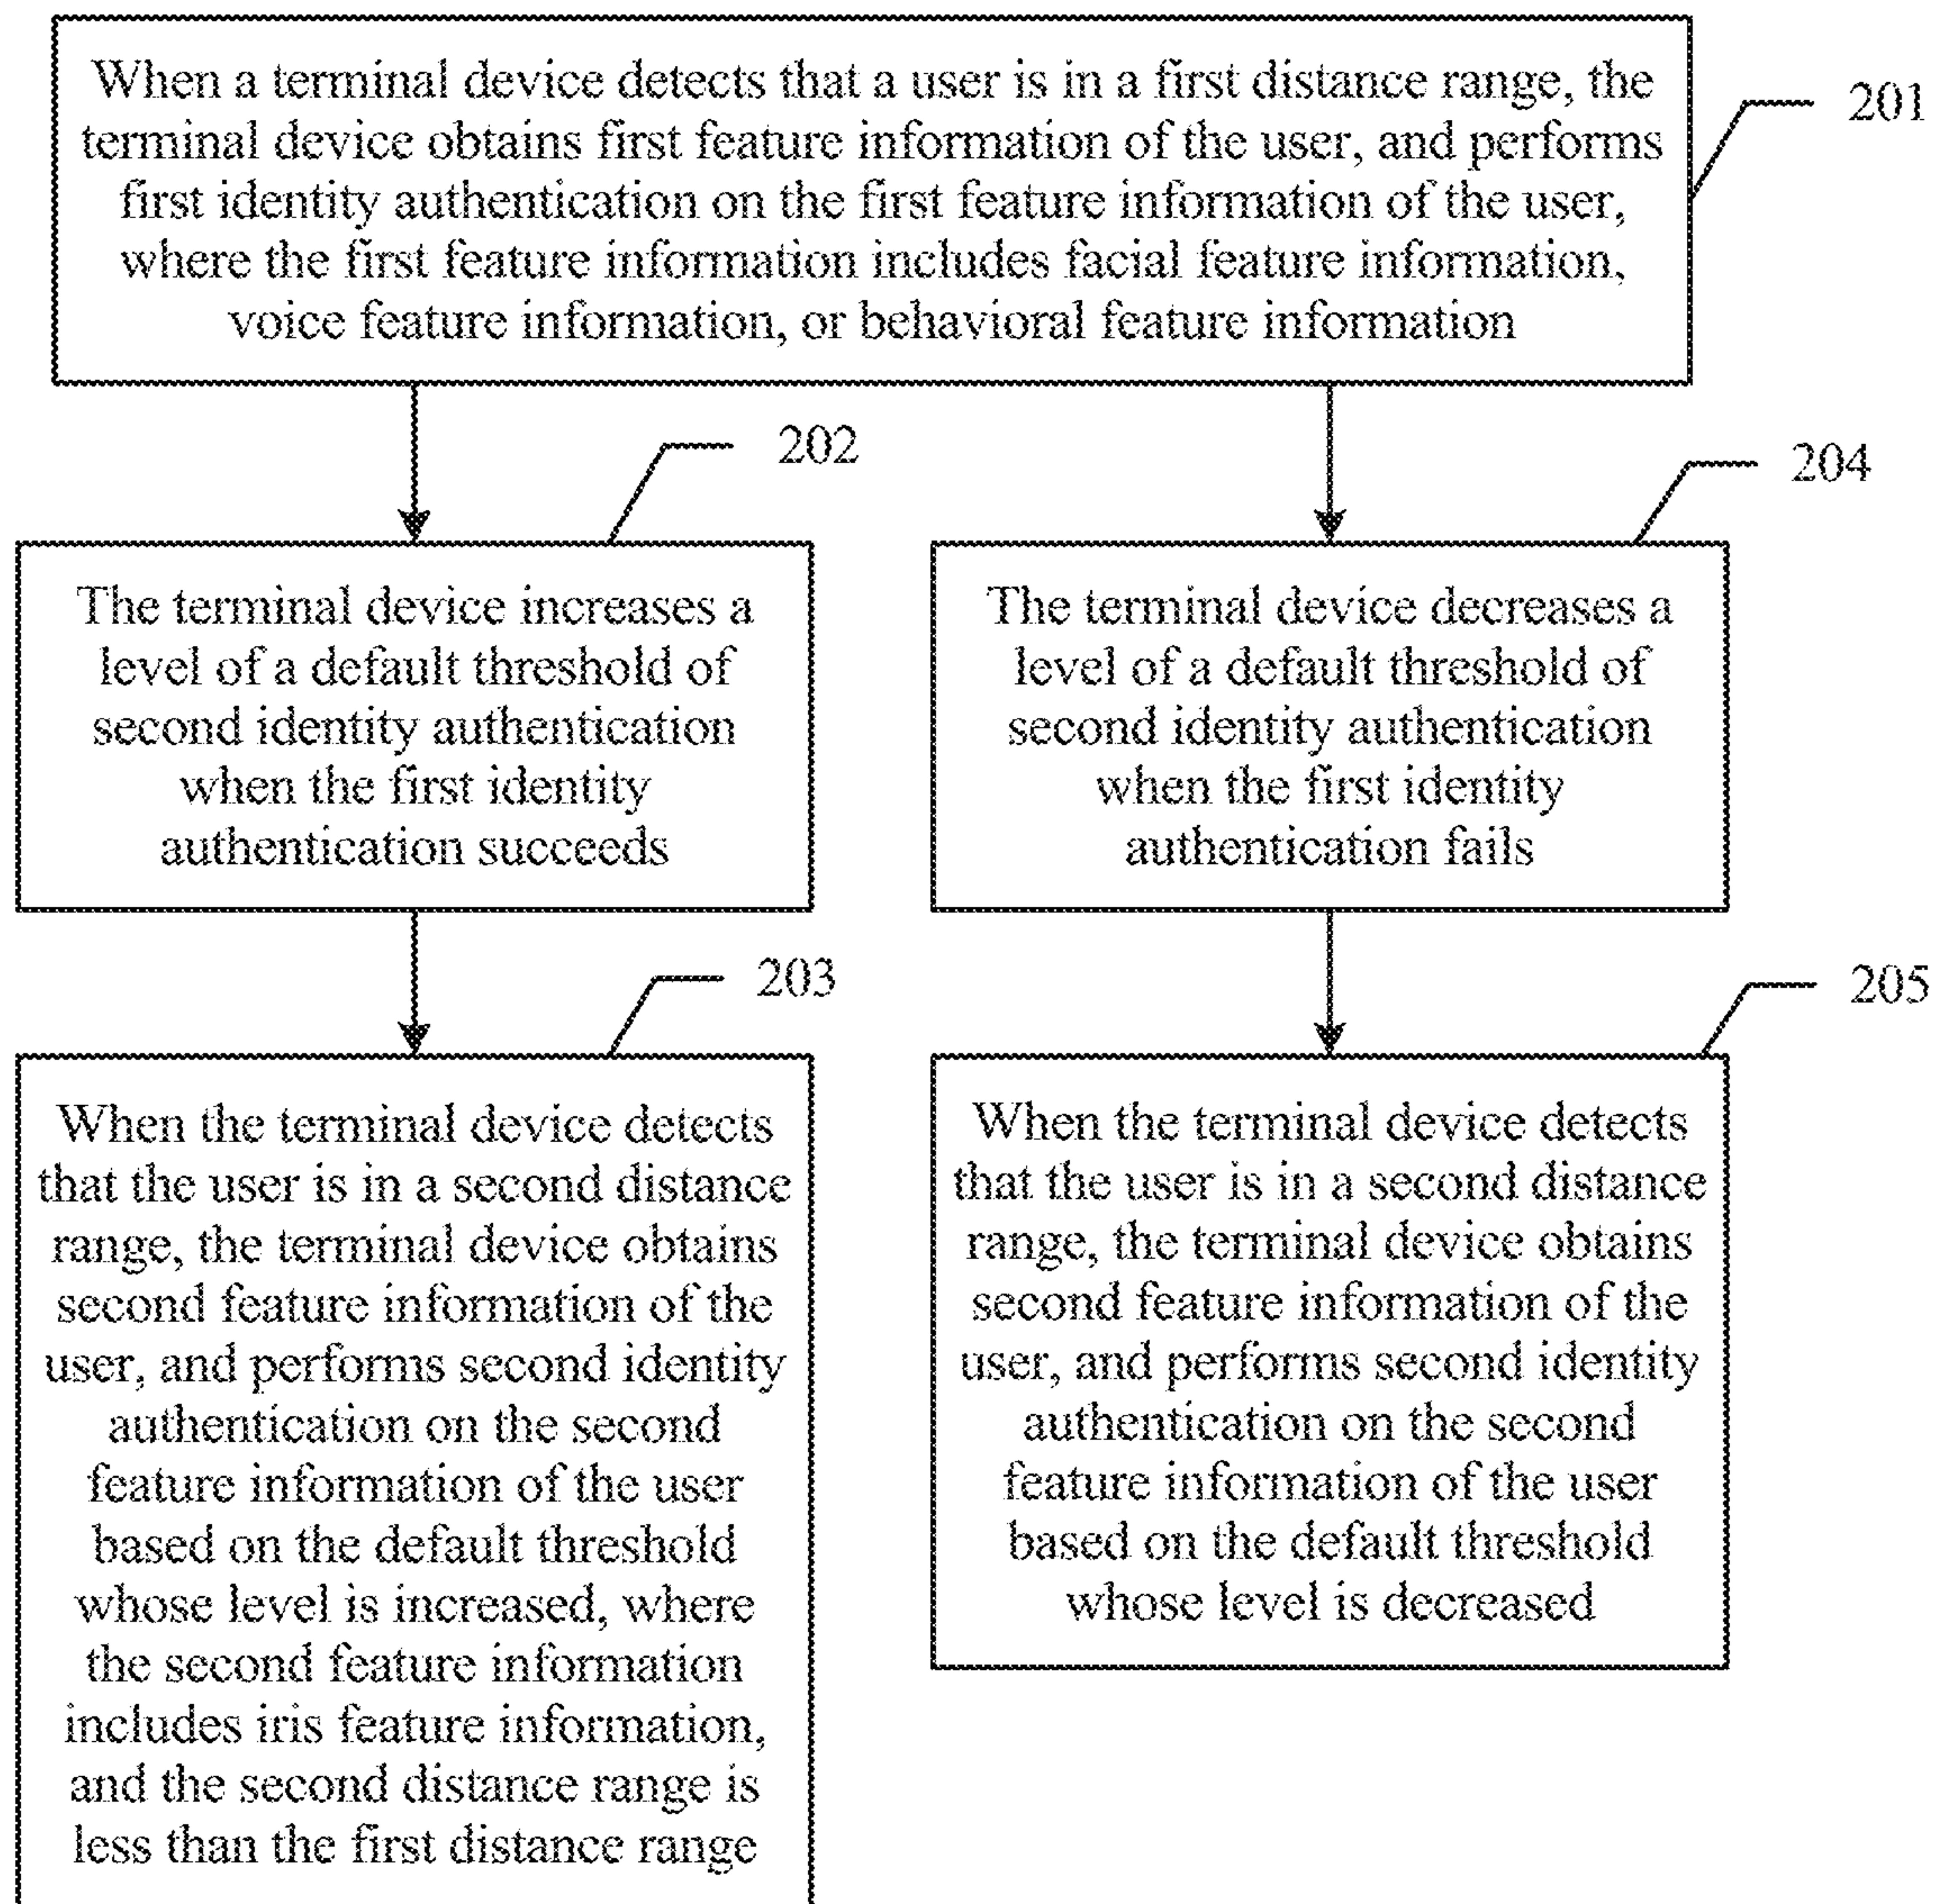 When a terminal device detects that a user is in a first distance range, the
terminal device obtains first feature information of the user, and performs
first identity authentication on the first feature information of the user,
where the first feature information includes facial feature information,
voice feature information, or behavioral feature information
201
202
The terminal device increases a
level of a default threshold of
second identity authentication
when the first identity
authentication succeeds
204
The terminal device decreases a
level of a default threshold of
second identity authentication
when the first identity
authentication fails
203
When the terminal device detects
that the user is in a second distance
range, the terminal device obtains
second feature information of the
user, and performs second identity
authentication on the second
feature information of the user
based on the default threshold
whose level is increased, where
the second feature information
includes iris feature information,
and the second distance range is
less than the first distance range
205
When the terminal device detects
that the user is in a second distance
range, the terminal device obtains
second feature information of the
user, and performs second identity
authentication on the second
feature information of the user
based on the default threshold
whose level is decreased